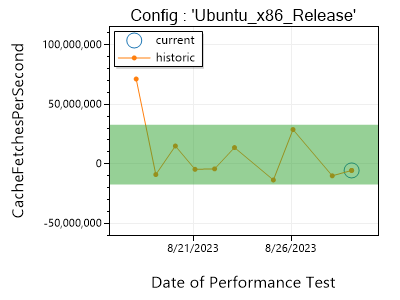 Config : 'Ubuntu_x86_Release'
current
historic
100,000,000
50,000,000
0
-50,000,000
CacheFetchesPerSecond
8/21/2023
8/26/2023
Date of Performance Test